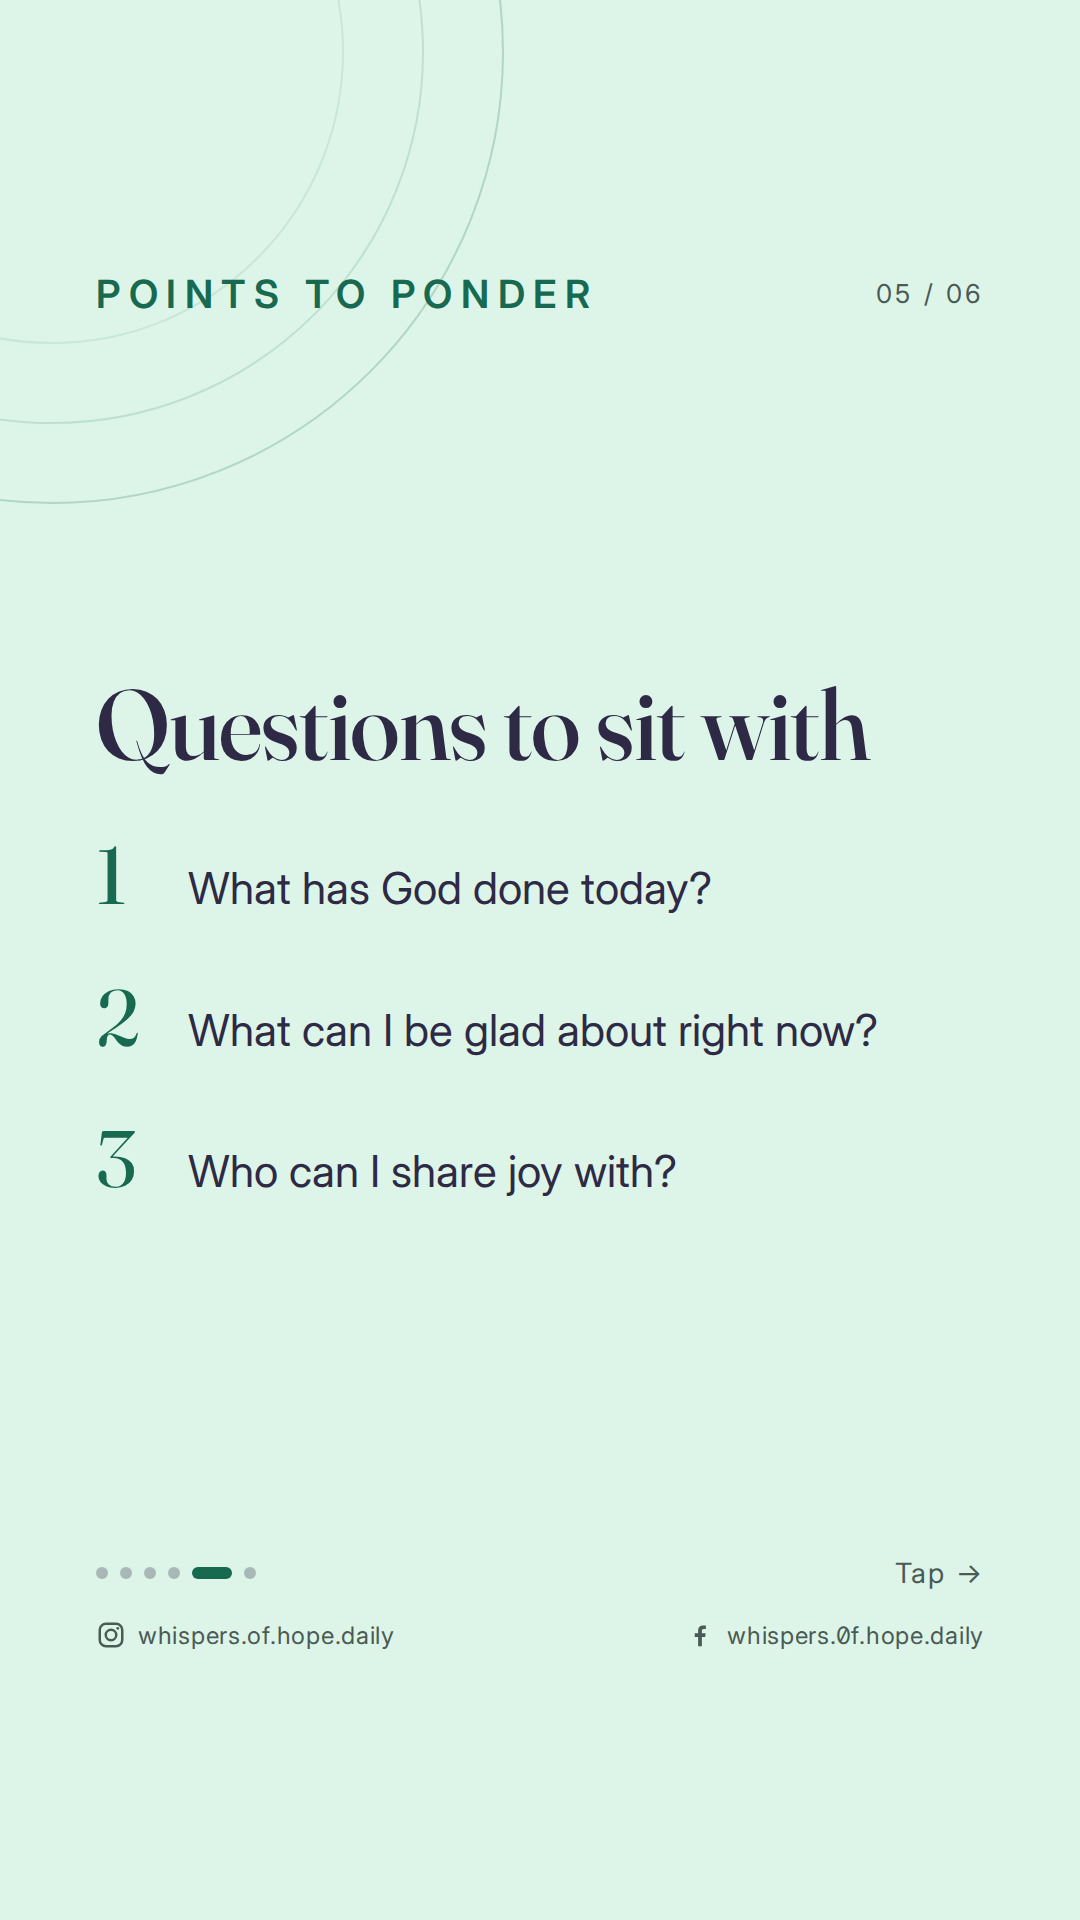 POINTS TO PONDER
05 / 06
Questions to sit with
1 What has God done today?
2 What can I be glad about right now?
3 Who can I share joy with?
Tap →
whispers.of.hope.daily
whispers.0f.hope.daily